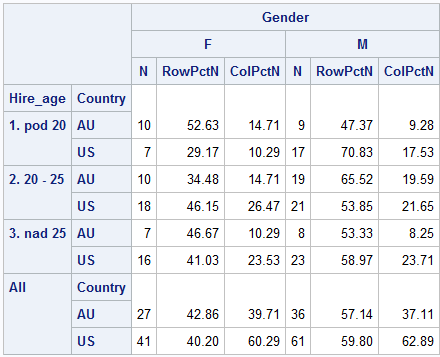 Gender
F M
N RowPctN ColPctN N RowPctN ColPctN
Hire_age Country
1. pod 20 AU 10 52.63 14.71 9 47.37 9.28
US 7 29.17 10.29 17 70.83 17.53
2. 20 - 25 AU 10 34.48 14.71 19 65.52 19.59
US 18 46.15 26.47 21 53.85 21.65
3. nad 25 AU 7 46.67 10.29 8 53.33 8.25
US 16 41.03 23.53 23 58.97 23.71
All Country
AU 27 42.86 39.71 36 57.14 37.11
US 41 40.20 60.29 61 59.80 62.89